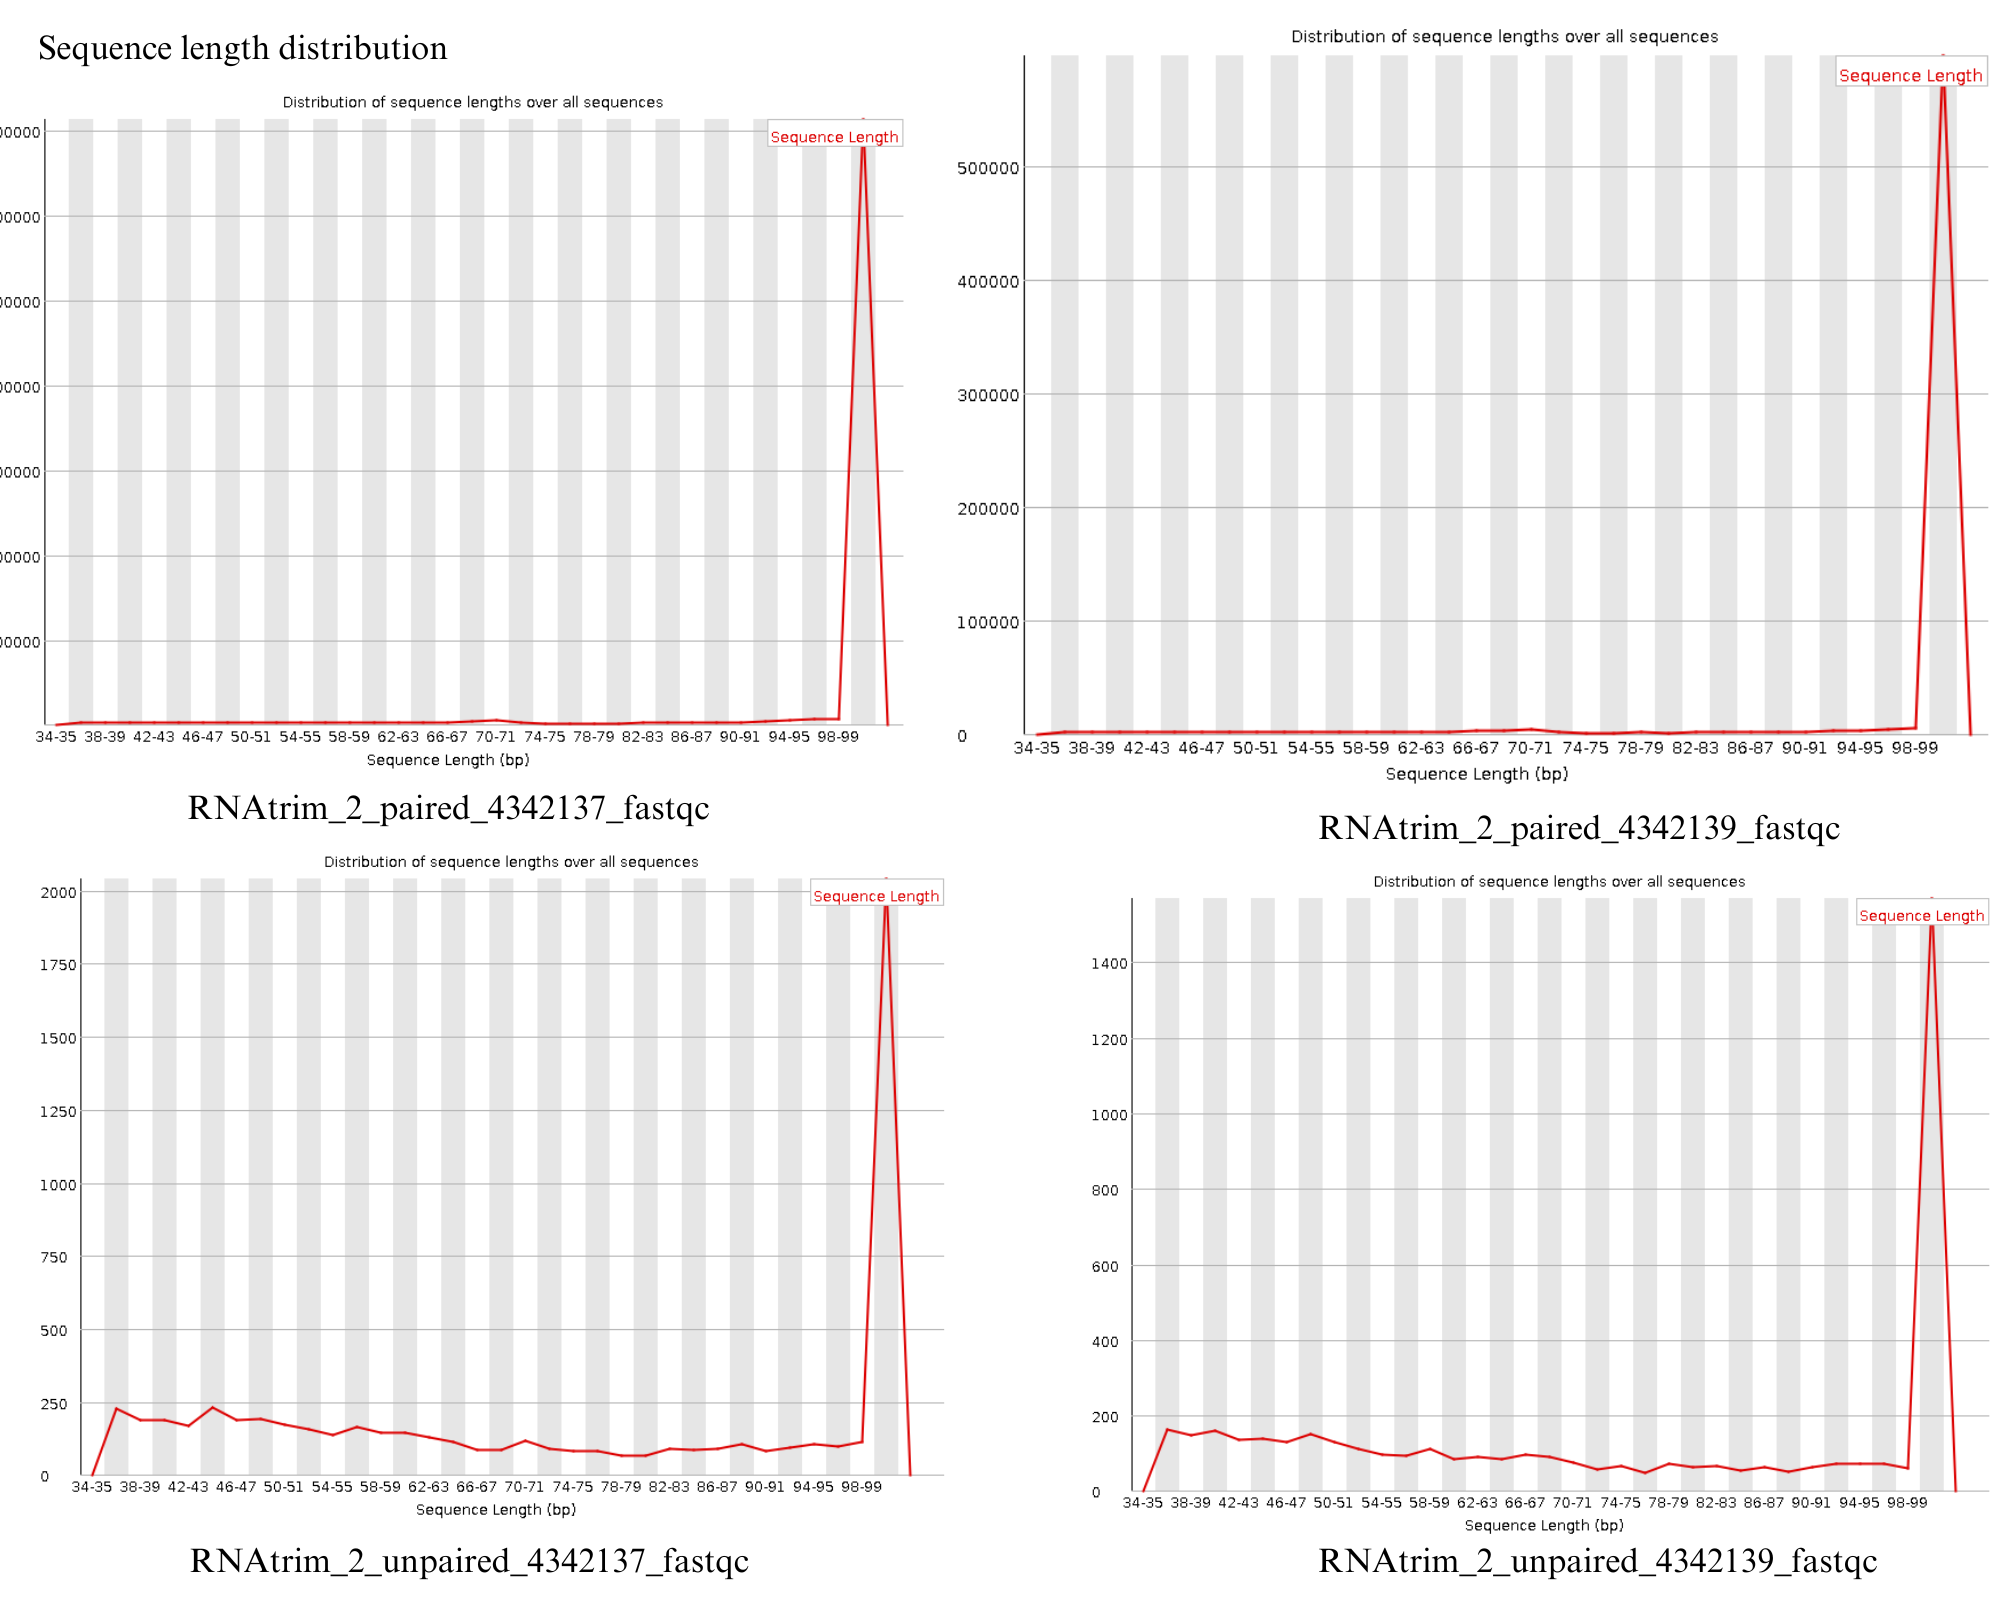 Sequence length distribution
Distribution of sequence lengths over all sequences
Sequence Length
00000
00000
00000
00000
00000
00000
00000
34-35 38-39 42-43 46-47 50-51 54-55 58-59 62-63 66-67 70-71 74-75 78-79 82-83 86-87 90-91 94-95 98-99
Sequence Length (bp)
RNAtrim_2_paired_4342137_fastqc
Distribution of sequence lengths over all sequences
Sequence Length
500000
400000
300000
200000
100000
0
34-35 38-39 42-43 46-47 50-51 54-55 58-59 62-63 66-67 70-71 74-75 78-79 82-83 86-87 90-91 94-95 98-99
Sequence Length (bp)
RNAtrim_2_paired_4342139_fastqc
Distribution of sequence lengths over all sequences
Sequence Length
2000
1750
1500
1250
1000
750
500
250
0
34-35 38-39 42-43 46-47 50-51 54-55 58-59 62-63 66-67 70-71 74-75 78-79 82-83 86-87 90-91 94-95 98-99
Sequence Length (bp)
RNAtrim_2_unpaired_4342137_fastqc
Distribution of sequence lengths over all sequences
Sequence Length
1400
1200
1000
800
600
400
200
0
34-35 38-39 42-43 46-47 50-51 54-55 58-59 62-63 66-67 70-71 74-75 78-79 82-83 86-87 90-91 94-95 98-99
Sequence Length (bp)
RNAtrim_2_unpaired_4342139_fastqc